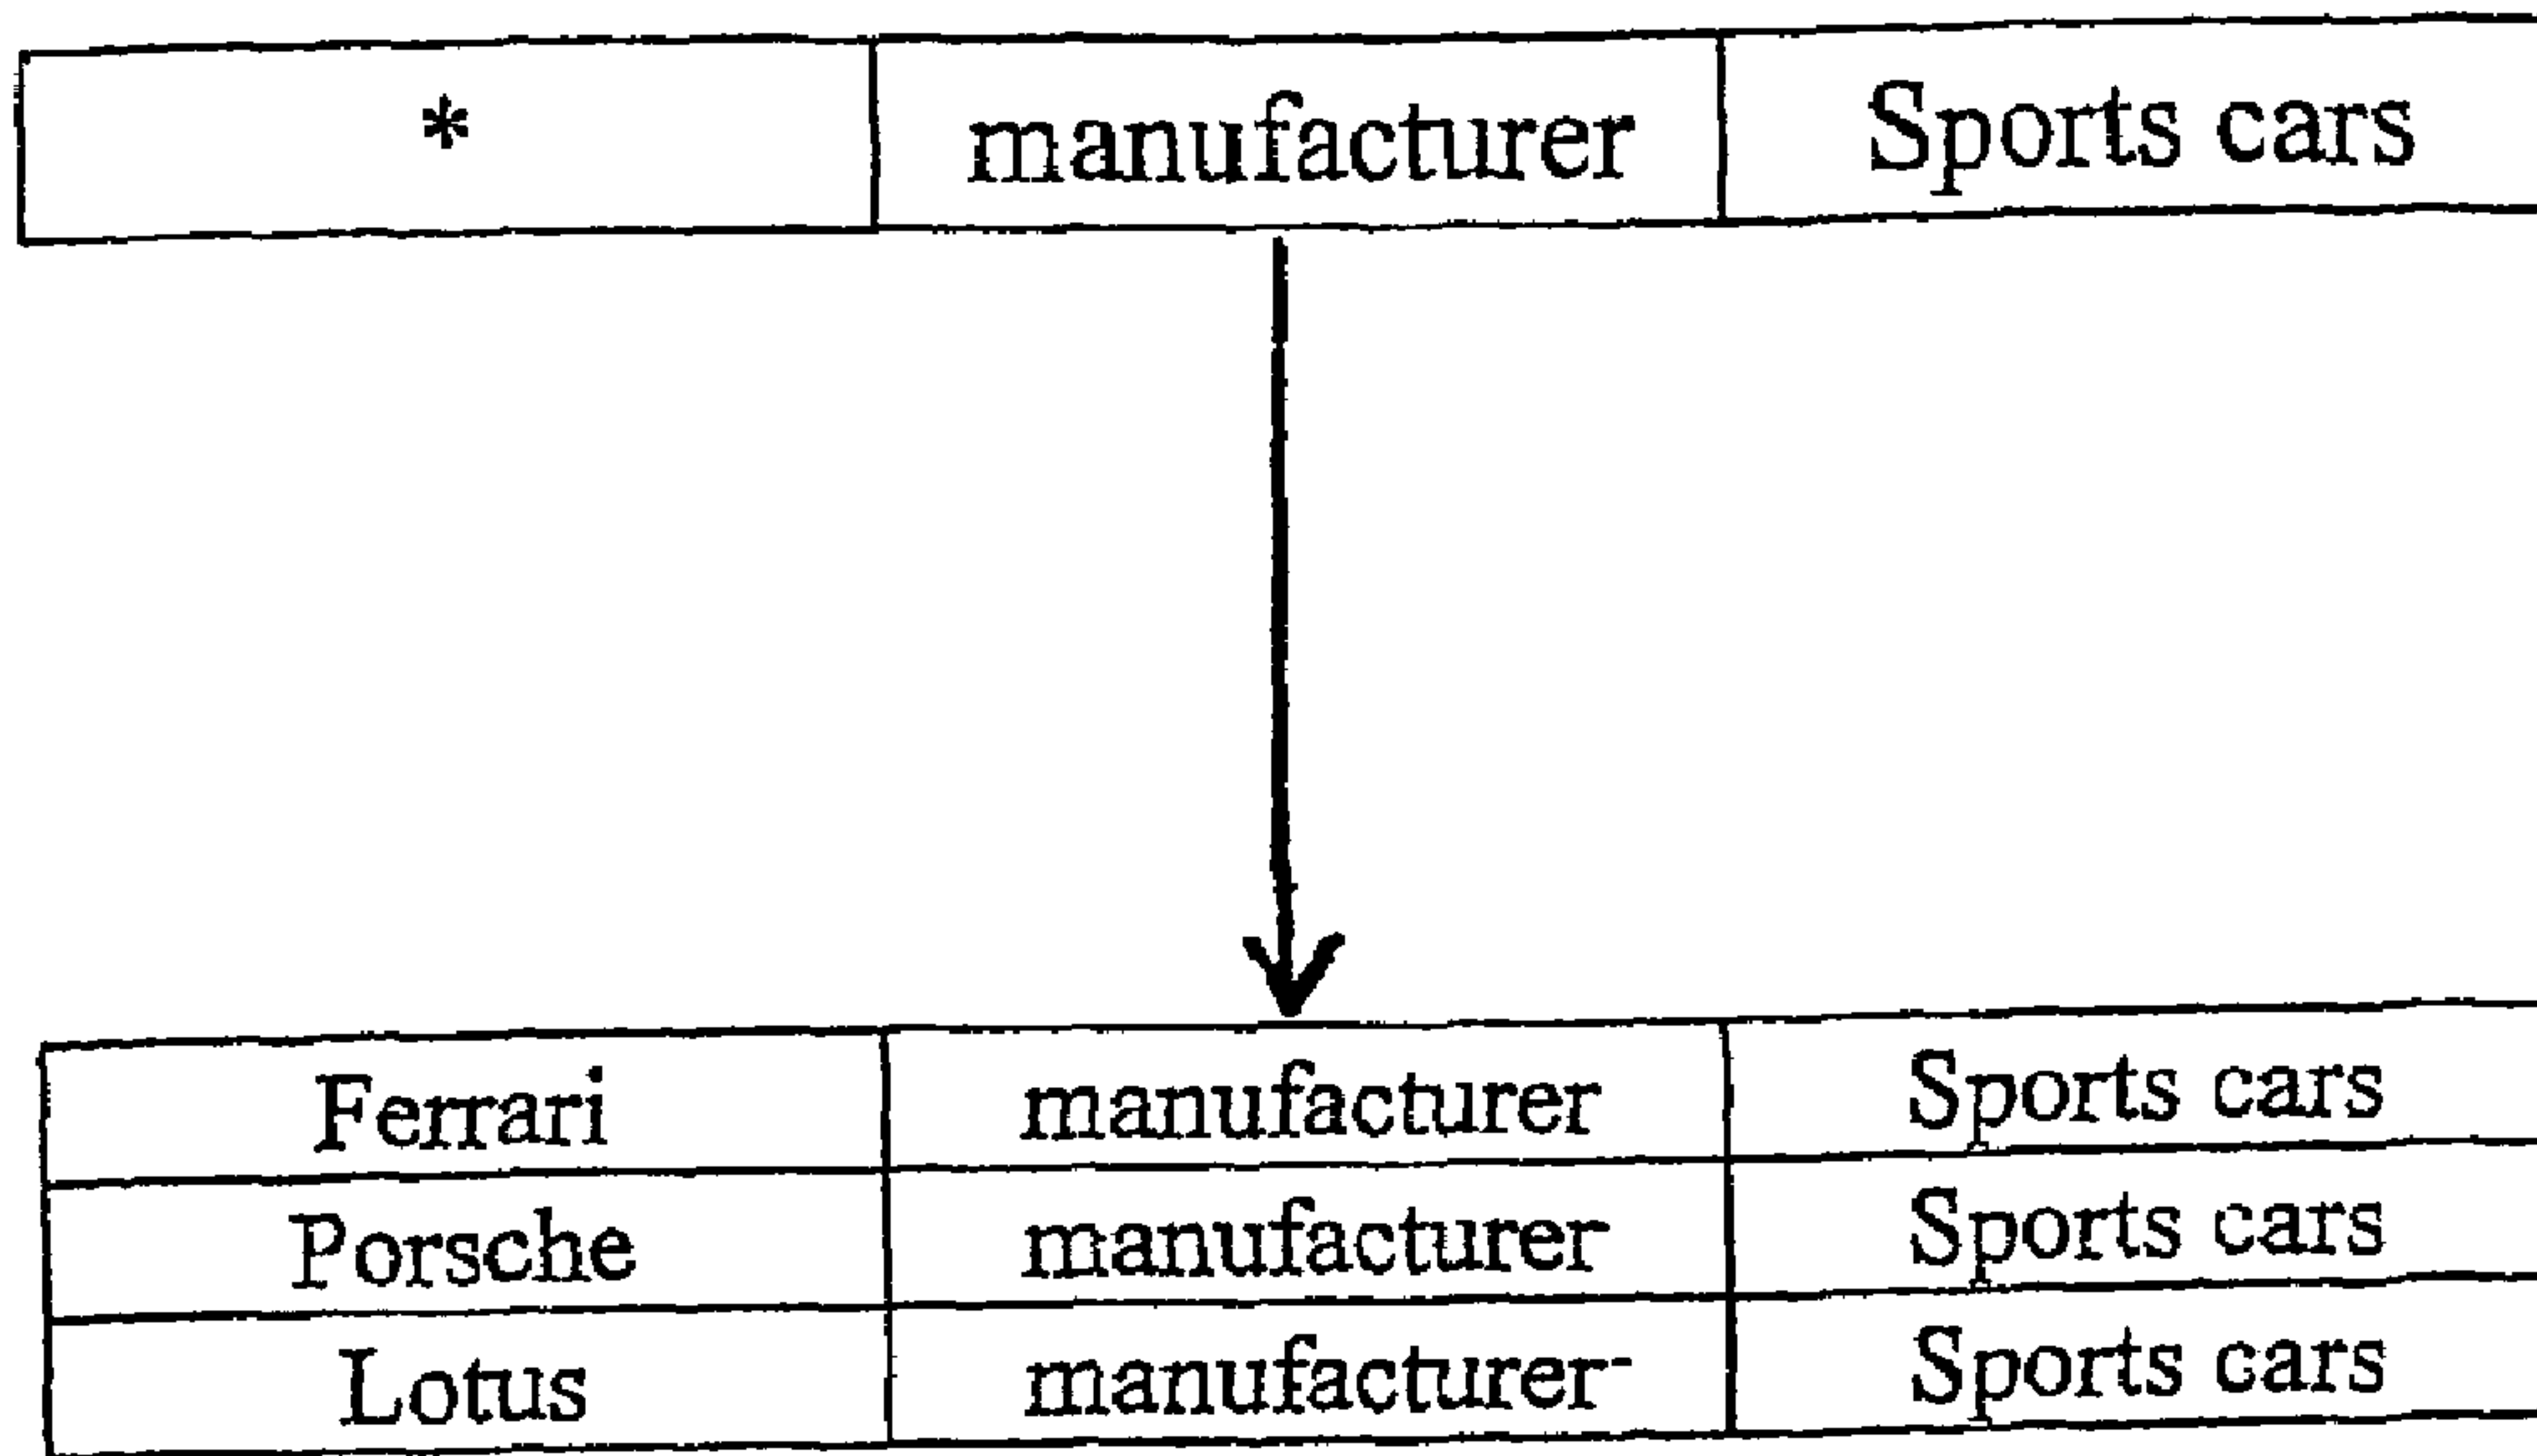 * manufacturer Sports cars
Ferrari manufacturer Sports cars
Porsche manufacturer Sports cars
Lotus manufacturer Sports cars